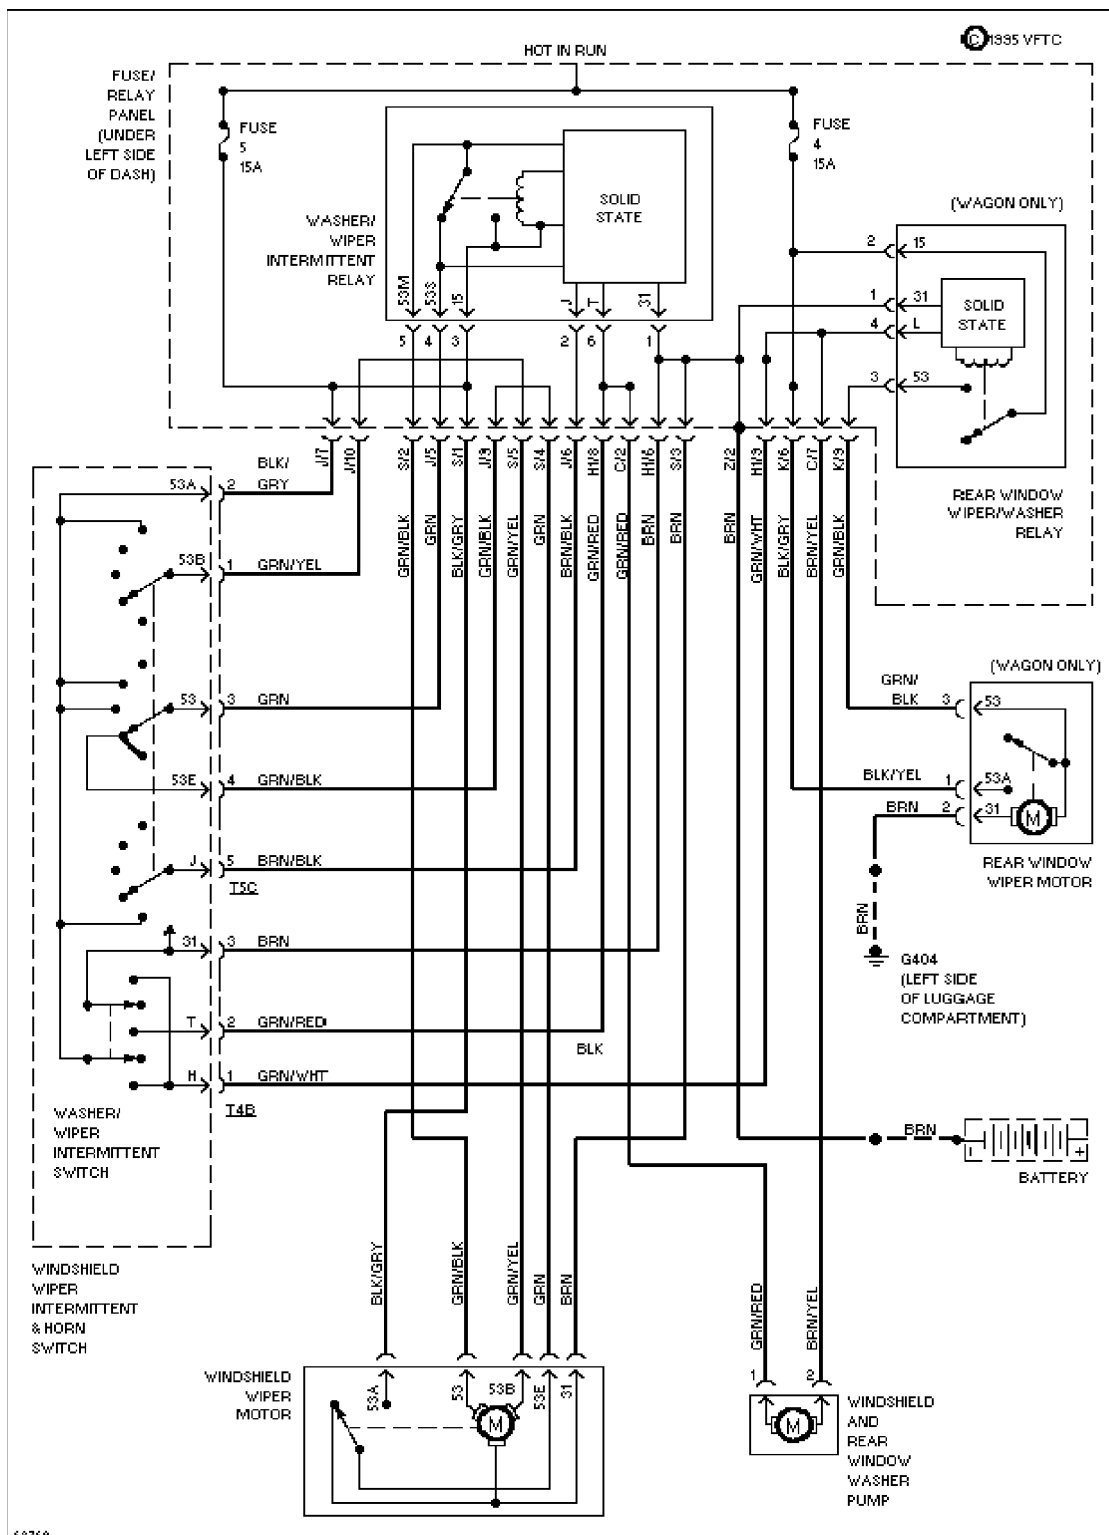 HOT IN RUN
© 1995 VFTC
FUSE/
RELAY
PANEL
(UNDER
LEFT SIDE
OF DASH)
FUSE
5
15A
FUSE
4
15A
WASHER/
WIPER
INTERMITTENT
RELAY
SOLID
STATE
53M
53S
15
J
T
31
5
4
3
2
6
1
(WAGON ONLY)
2
15
1
31
4
L
3
53
SOLID
STATE
REAR WINDOW
WIPER/WASHER
RELAY
J/7
J/10
S/2
J/5
S/1
J/9
S/5
S/4
J/6
H1/8
C/2
H1/6
S/3
Z/2
H1/9
K/6
C/7
K/9
GRN/BLK
GRN
BLK/GRY
GRN/BLK
GRN/YEL
GRN
BRN/BLK
GRN/RED
GRN/RED
BRN
BRN
BRN
GRN/WHT
BLK/GRY
BRN/YEL
GRN/BLK
BLK/
53A
2
GRY
53B
1
GRN/YEL
53
3
GRN
53E
4
GRN/BLK
J
5
BRN/BLK
T5C
31
3
BRN
T
2
GRN/RED
BLK
H
1
GRN/WHT
T4B
WASHER/
WIPER
INTERMITTENT
SWITCH
WINDSHIELD
WIPER
INTERMITTENT
& HORN
SWITCH
(WAGON ONLY)
GRN/
BLK
3
53
BLK/YEL
1
53A
BRN
2
31
M
REAR WINDOW
WIPER MOTOR
BRN
G404
(LEFT SIDE
OF LUGGAGE
COMPARTMENT)
BRN
- +
BATTERY
BLK/GRY
GRN/BLK
GRN/YEL
GRN
BRN
GRN/RED
BRN/YEL
WINDSHIELD
WIPER
MOTOR
53A
53
53B
53E
31
M
1
2
M
WINDSHIELD
AND
REAR
WINDOW
WASHER
PUMP